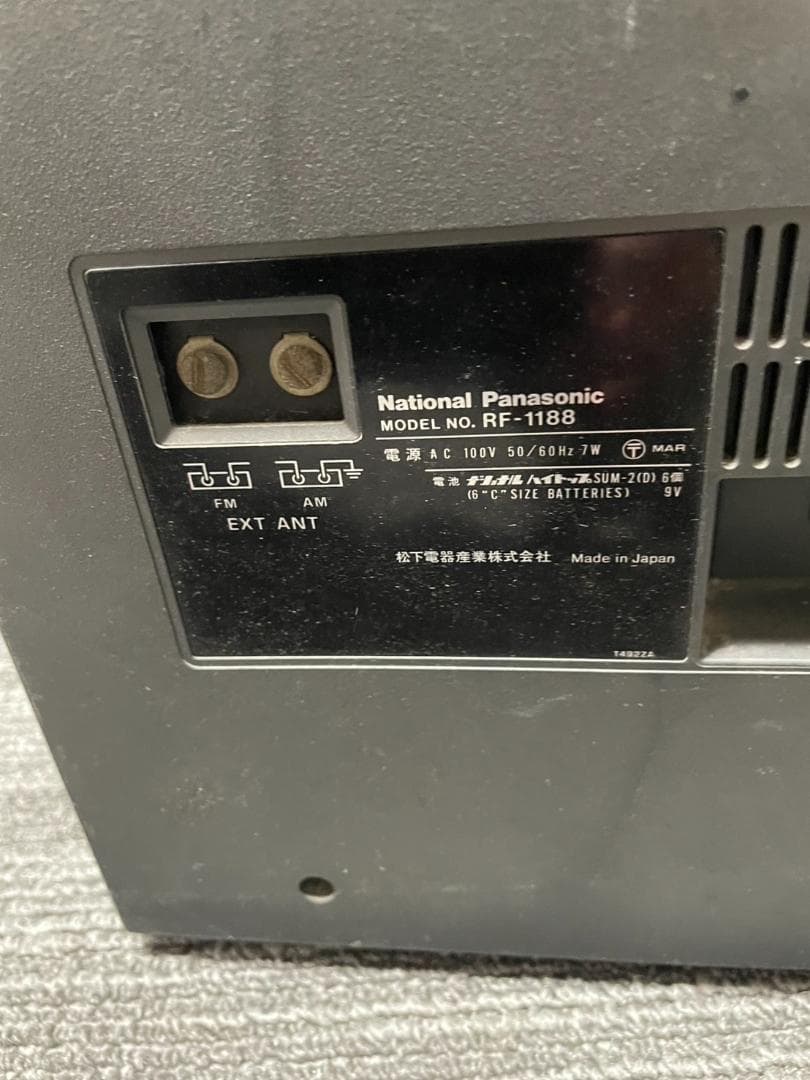 National Panasonic
MODEL NO. RF-1188
電源 AC 100V 50/60Hz 7W 〒 MAR
電池 ナショナル ハイトップ SUM-2(D) 6個
(6 "C" SIZE BATTERIES) 9V
FM AM
EXT ANT
松下電器産業株式会社 Made in Japan
T492ZA